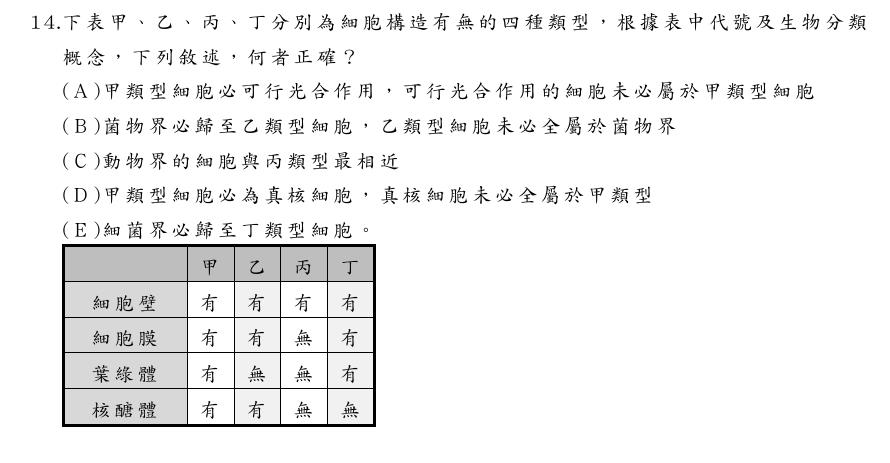 14.下表甲、乙、丙、丁分別為細胞構造有無的四種類型，根據表中代號及生物分類
概念，下列敘述，何者正確？
(A)甲類型細胞必可行光合作用，可行光合作用的細胞未必屬於甲類型細胞
(B)菌物界必歸至乙類型細胞，乙類型細胞未必全屬於菌物界
(C)動物界的細胞與丙類型最相近
(D)甲類型細胞必為真核細胞，真核細胞未必全屬於甲類型
(E)細菌界必歸至丁類型細胞。
甲 乙 丙 丁
細胞壁 有 有 有 有
細胞膜 有 有 無 有
葉綠體 有 無 無 有
核醣體 有 有 無 無